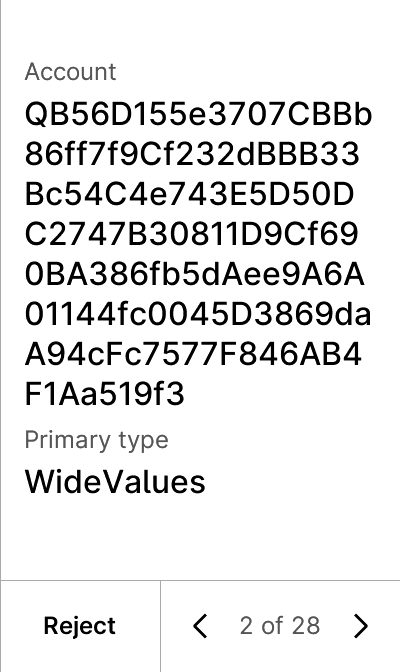 Account
QB56D155e3707CBBb
86ff7f9Cf232dBBB33
Bc54C4e743E5D50D
C2747B30811D9Cf69
0BA386fb5dAee9A6A
01144fc0045D3869da
A94cFc7577F846AB4
F1Aa519f3
Primary type
WideValues
Reject
2 of 28